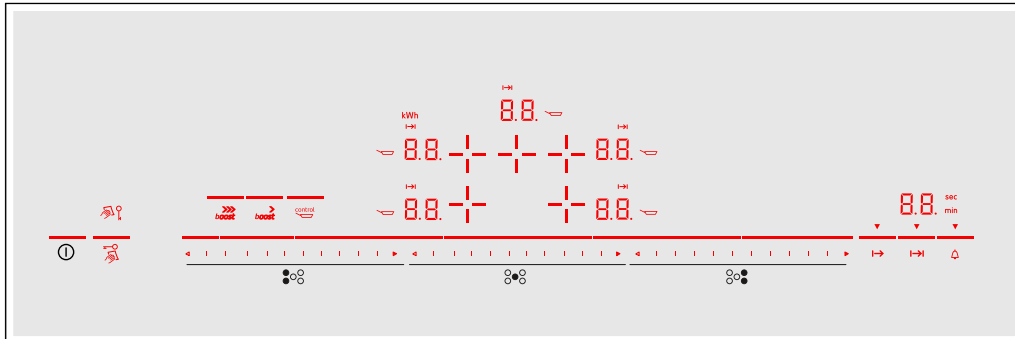 8.8.
kWh
8.8. 8.8.
boost boost control
8.8. 8.8.
8.8. sec
min